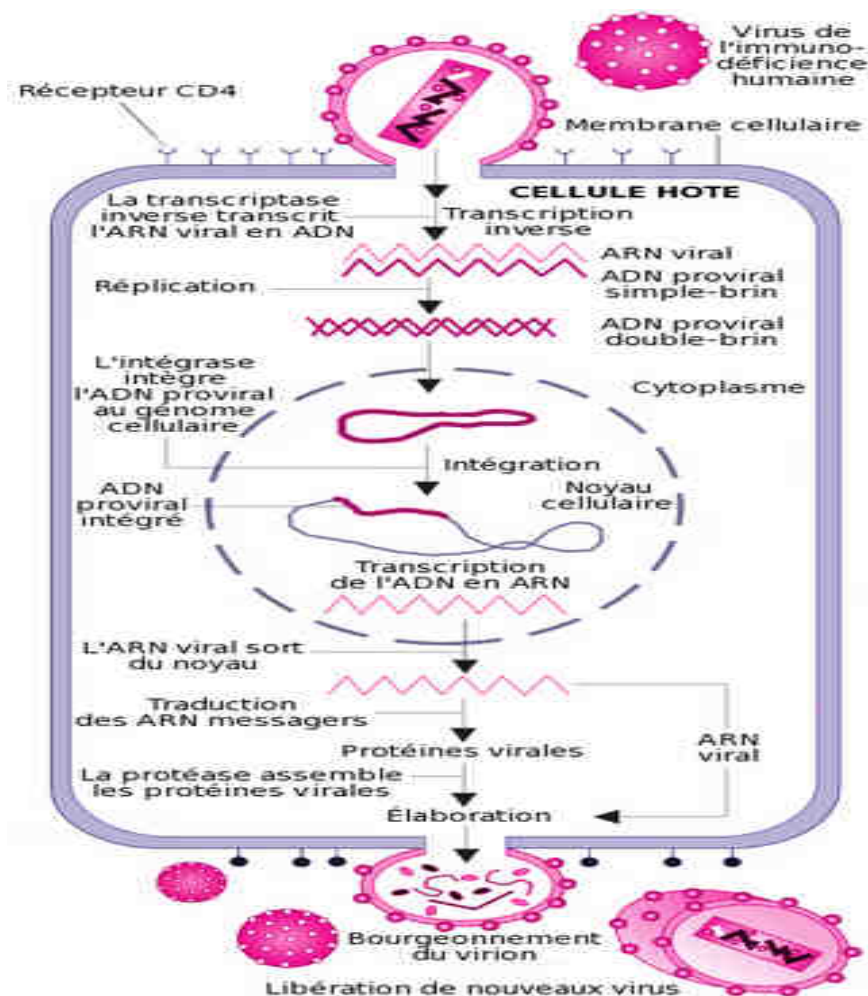 Virus de
l'immuno-
déficience
humaine
Récepteur CD4
Membrane cellulaire
CELLULE HÔTE
La transcriptase
inverse transcrit
l'ARN viral en ADN
Transcription
inverse
ARN viral
ADN proviral
simple-brin
Réplication
ADN proviral
double-brin
L'intégrase
intègre
l'ADN proviral
au génome
cellulaire
Cytoplasme
Intégration
ADN
proviral
intégré
Noyau
cellulaire
Transcription
de l'ADN en ARN
L'ARN viral sort
du noyau
Traduction
des ARN messagers
ARN
viral
Protéines virales
La protéase assemble
les protéines virales
Élaboration
Bourgeonnement
du virion
Libération de nouveaux virus